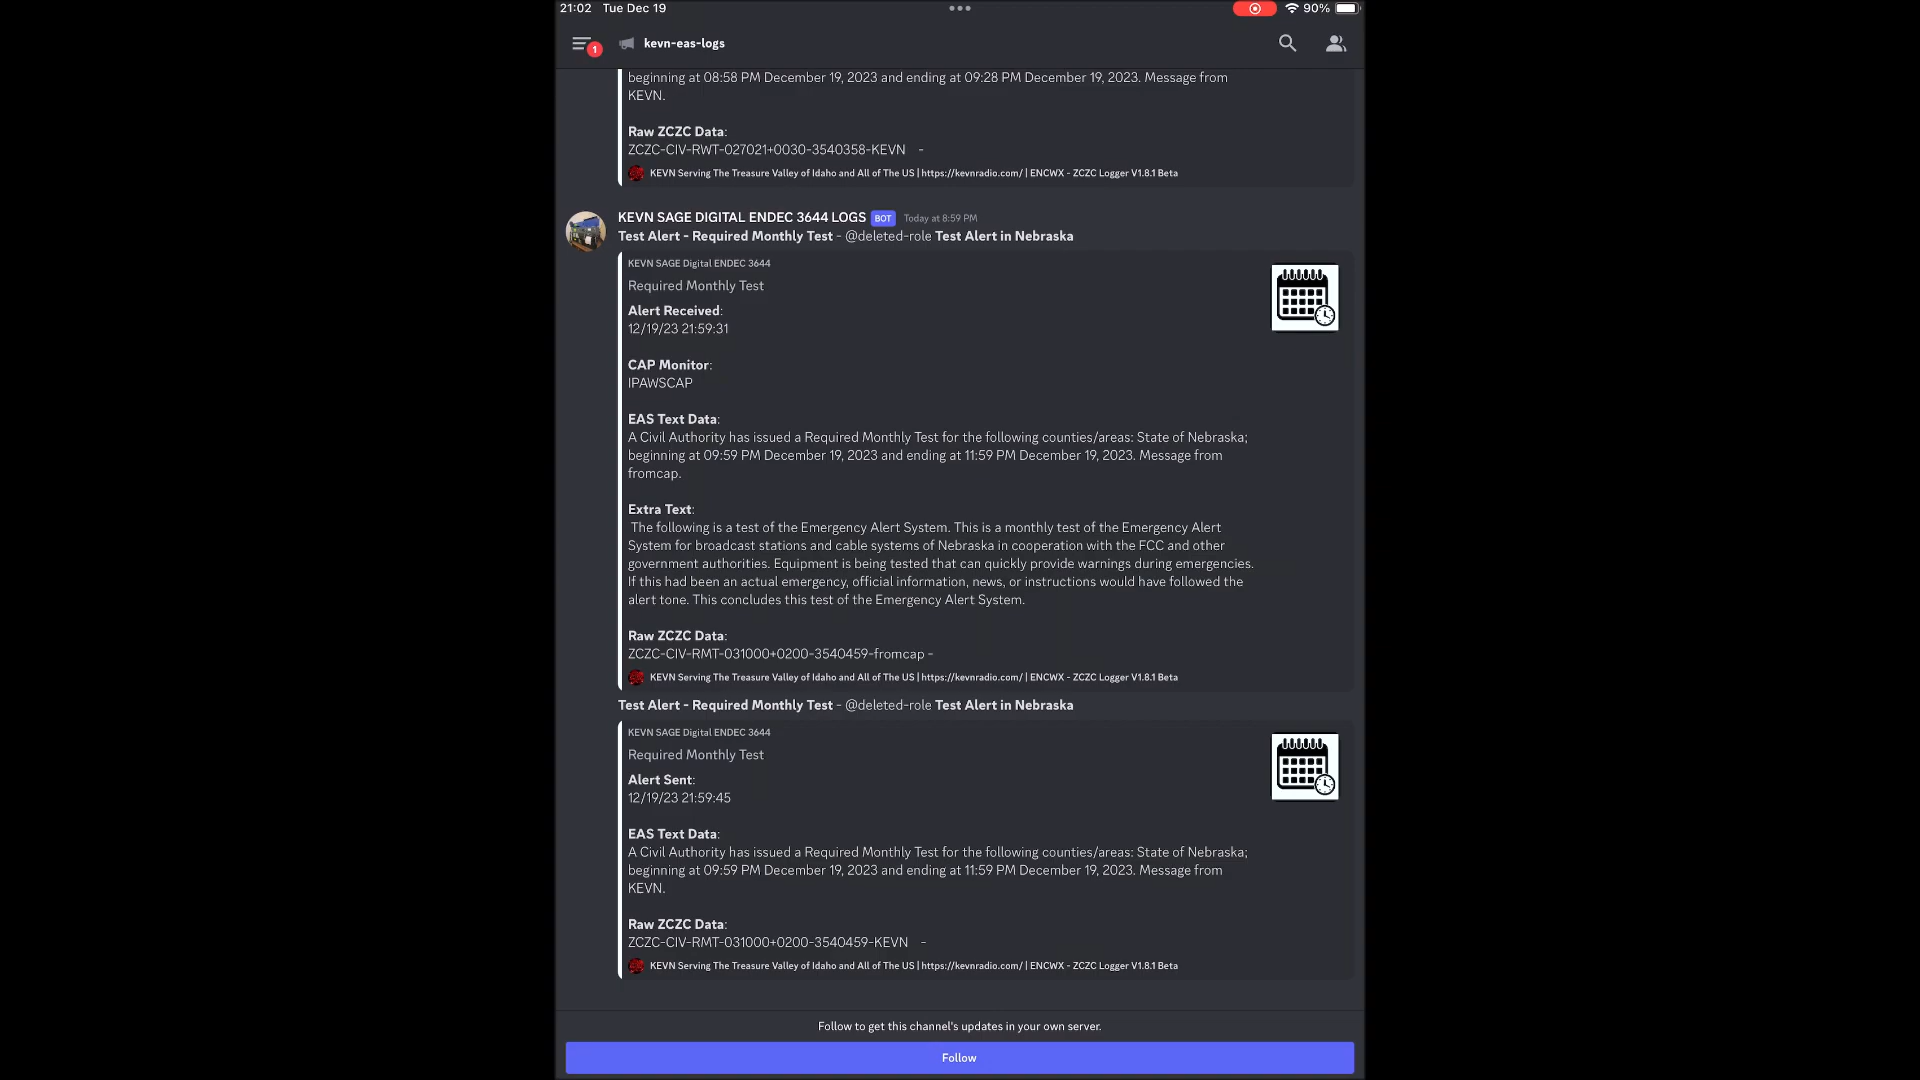 21:02 Tue Dec 19
90%
1
kevn-eas-logs
beginning at 08:58 PM December 19, 2023 and ending at 09:28 PM December 19, 2023. Message from
KEVN.
Raw ZCZC Data:
ZCZC-CIV-RWT-027021+0030-3540358-KEVN -
KEVN Serving The Treasure Valley of Idaho and All of The US | https://kevnradio.com/ | ENCWX - ZCZC Logger V1.8.1 Beta
KEVN SAGE DIGITAL ENDEC 3644 LOGS BOT Today at 8:59 PM
Test Alert - Required Monthly Test - @deleted-role Test Alert in Nebraska
KEVN SAGE Digital ENDEC 3644
Required Monthly Test
Alert Received:
12/19/23 21:59:31
CAP Monitor:
IPAWSCAP
EAS Text Data:
A Civil Authority has issued a Required Monthly Test for the following counties/areas: State of Nebraska;
beginning at 09:59 PM December 19, 2023 and ending at 11:59 PM December 19, 2023. Message from
fromcap.
Extra Text:
The following is a test of the Emergency Alert System. This is a monthly test of the Emergency Alert
System for broadcast stations and cable systems of Nebraska in cooperation with the FCC and other
government authorities. Equipment is being tested that can quickly provide warnings during emergencies.
If this had been an actual emergency, official information, news, or instructions would have followed the
alert tone. This concludes this test of the Emergency Alert System.
Raw ZCZC Data:
ZCZC-CIV-RMT-031000+0200-3540459-fromcap -
KEVN Serving The Treasure Valley of Idaho and All of The US | https://kevnradio.com/ | ENCWX - ZCZC Logger V1.8.1 Beta
Test Alert - Required Monthly Test - @deleted-role Test Alert in Nebraska
KEVN SAGE Digital ENDEC 3644
Required Monthly Test
Alert Sent:
12/19/23 21:59:45
EAS Text Data:
A Civil Authority has issued a Required Monthly Test for the following counties/areas: State of Nebraska;
beginning at 09:59 PM December 19, 2023 and ending at 11:59 PM December 19, 2023. Message from
KEVN.
Raw ZCZC Data:
ZCZC-CIV-RMT-031000+0200-3540459-KEVN -
KEVN Serving The Treasure Valley of Idaho and All of The US | https://kevnradio.com/ | ENCWX - ZCZC Logger V1.8.1 Beta
Follow to get this channel's updates in your own server.
Follow